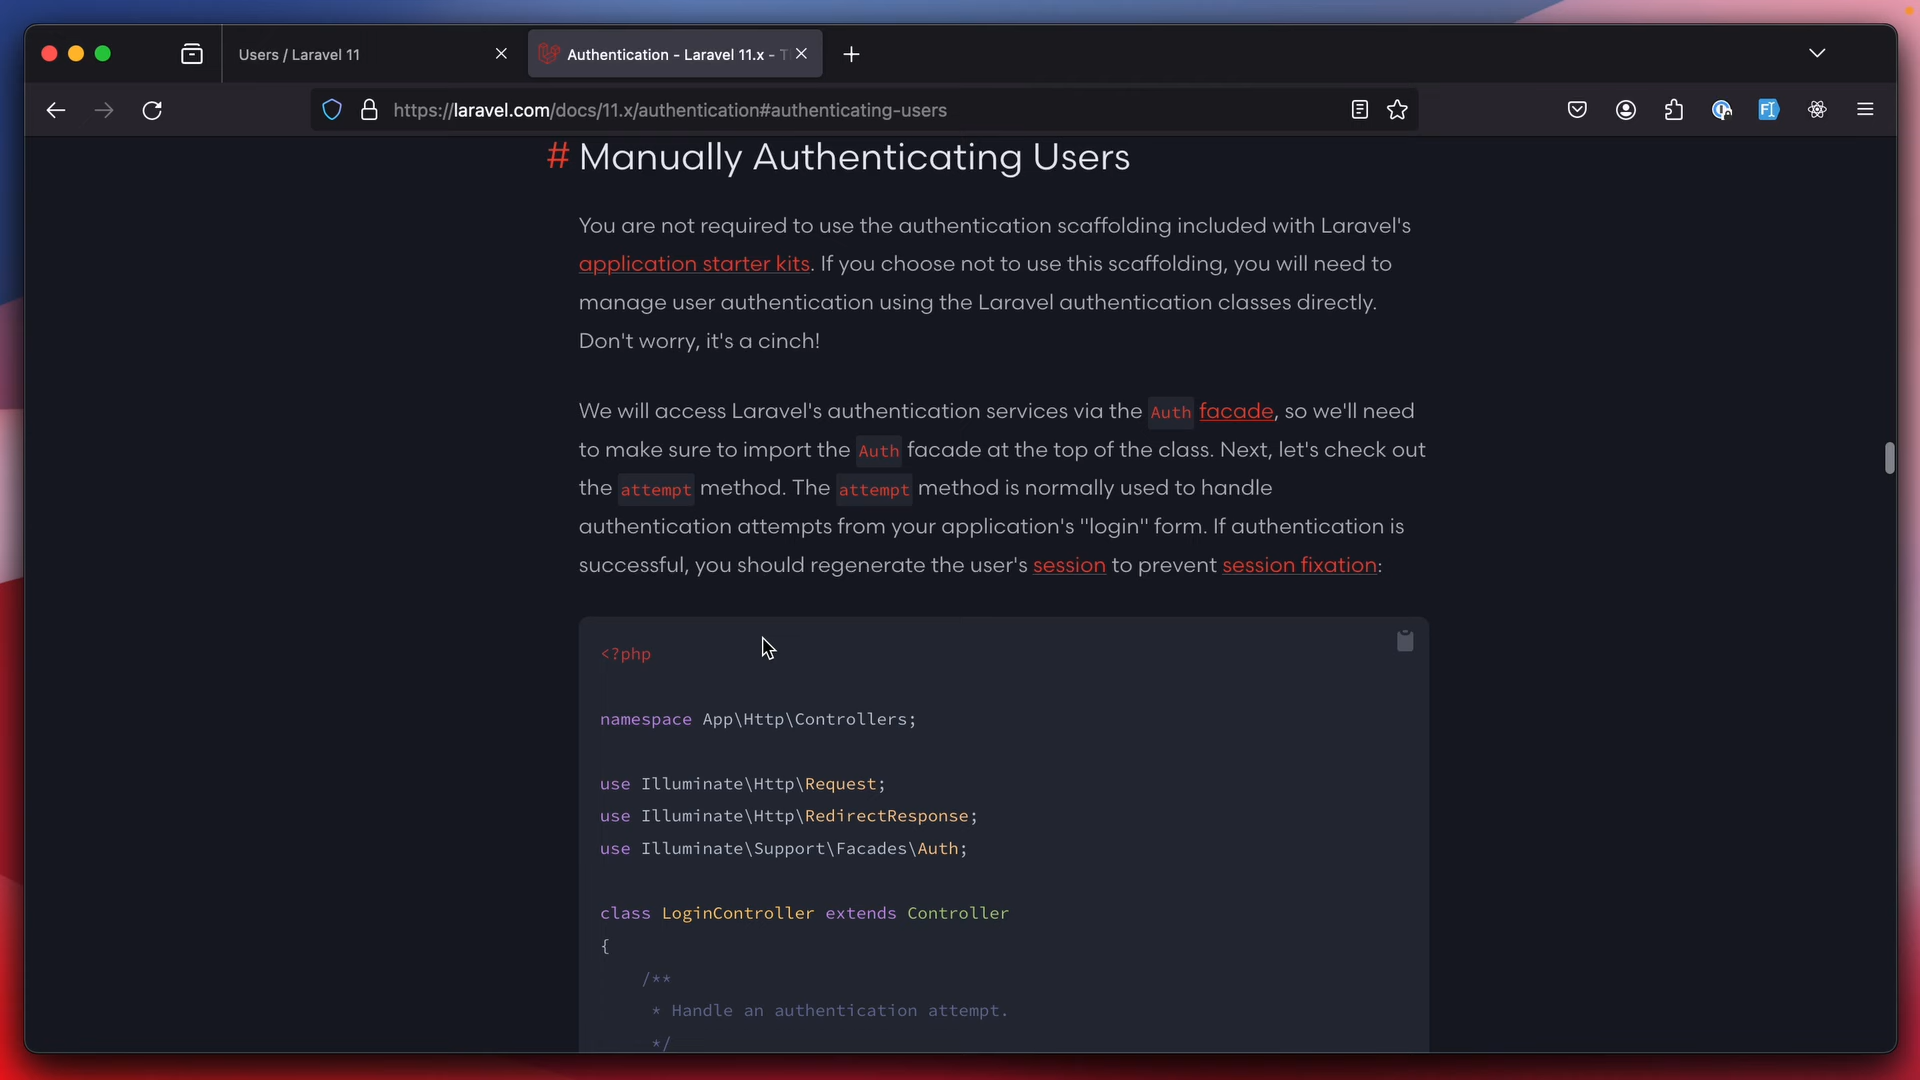 Users / Laravel 11
Authentication - Laravel 11.x - T
https://laravel.com/docs/11.x/authentication#authenticating-users
# Manually Authenticating Users
You are not required to use the authentication scaffolding included with Laravel's
application starter kits. If you choose not to use this scaffolding, you will need to
manage user authentication using the Laravel authentication classes directly.
Don't worry, it's a cinch!
We will access Laravel's authentication services via the Auth facade, so we'll need
to make sure to import the Auth facade at the top of the class. Next, let's check out
the attempt method. The attempt method is normally used to handle
authentication attempts from your application's "login" form. If authentication is
successful, you should regenerate the user's session to prevent session fixation:
<?php
namespace App\Http\Controllers;
use Illuminate\Http\Request;
use Illuminate\Http\RedirectResponse;
use Illuminate\Support\Facades\Auth;
class LoginController extends Controller
{
/**
* Handle an authentication attempt.
*/